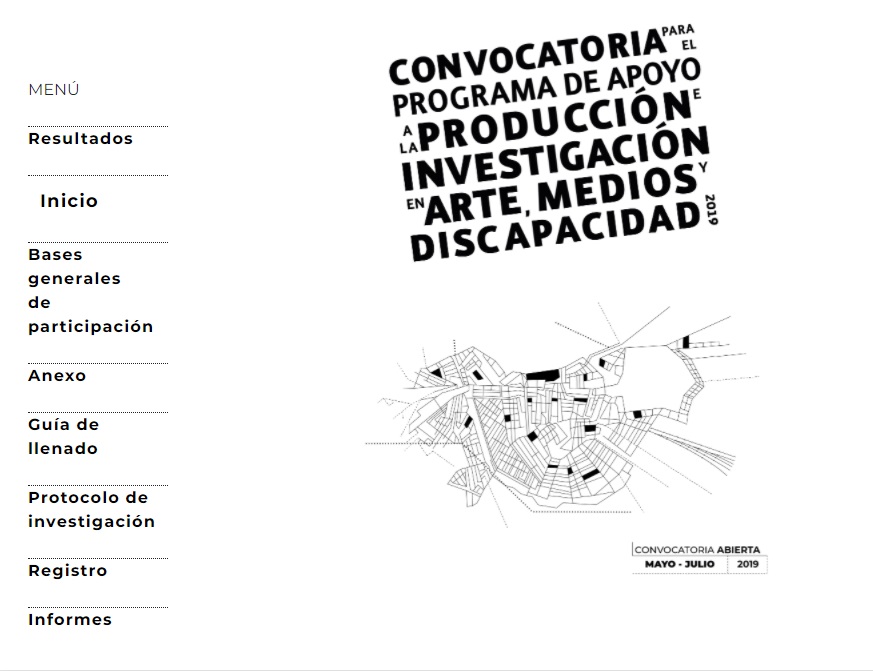 MENÚ
Resultados
Inicio
Bases
generales
de
participación
Anexo
Guía de
llenado
Protocolo de
investigación
Registro
Informes
CONVOCATORIA PARA EL
PROGRAMA DE APOYO
A LA PRODUCCIÓN E
INVESTIGACIÓN
EN ARTE, MEDIOS Y
DISCAPACIDAD 2019
CONVOCATORIA ABIERTA
MAYO - JULIO 2019